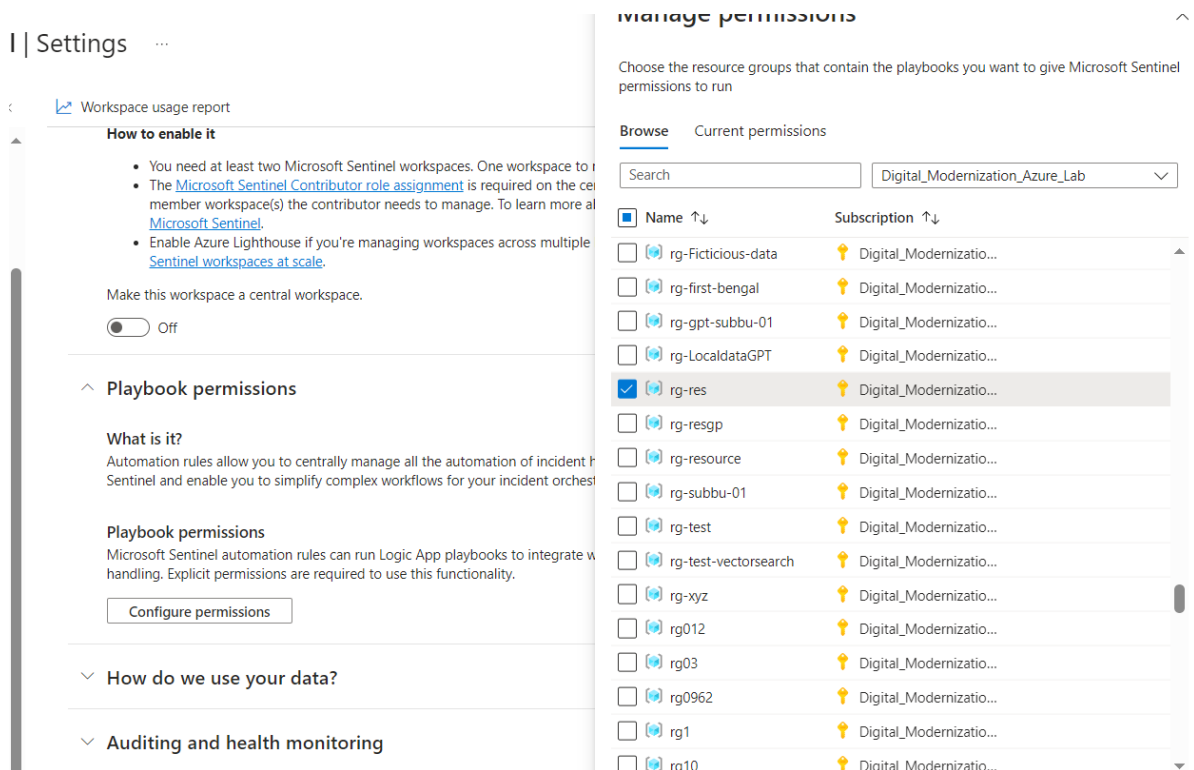 | Settings ...
Workspace usage report
How to enable it
• You need at least two Microsoft Sentinel workspaces. One workspace to
• The Microsoft Sentinel Contributor role assignment is required on the
member workspace(s) the contributor needs to manage. To learn more
Microsoft Sentinel.
• Enable Azure Lighthouse if you're managing workspaces across multiple
Sentinel workspaces at scale.
Make this workspace a central workspace.
Off
Playbook permissions
What is it?
Automation rules allow you to centrally manage all the automation of incident
Sentinel and enable you to simplify complex workflows for your incident
Playbook permissions
Microsoft Sentinel automation rules can run Logic App playbooks to integrate
handling. Explicit permissions are required to use this functionality.
Configure permissions
How do we use your data?
Auditing and health monitoring
Manage permissions
Choose the resource groups that contain the playbooks you want to give Microsoft Sentinel
permissions to run
Browse Current permissions
Search Digital_Modernization_Azure_Lab
Name Subscription
rg-Ficticious-data Digital_Modernizatio...
rg-first-bengal Digital_Modernizatio...
rg-gpt-subbu-01 Digital_Modernizatio...
rg-LocaldataGPT Digital_Modernizatio...
rg-res Digital_Modernizatio...
rg-resgp Digital_Modernizatio...
rg-resource Digital_Modernizatio...
rg-subbu-01 Digital_Modernizatio...
rg-test Digital_Modernizatio...
rg-test-vectorsearch Digital_Modernizatio...
rg-xyz Digital_Modernizatio...
rg012 Digital_Modernizatio...
rg03 Digital_Modernizatio...
rg0962 Digital_Modernizatio...
rg1 Digital_Modernizatio...
rg10 Digital_Modernizatio...